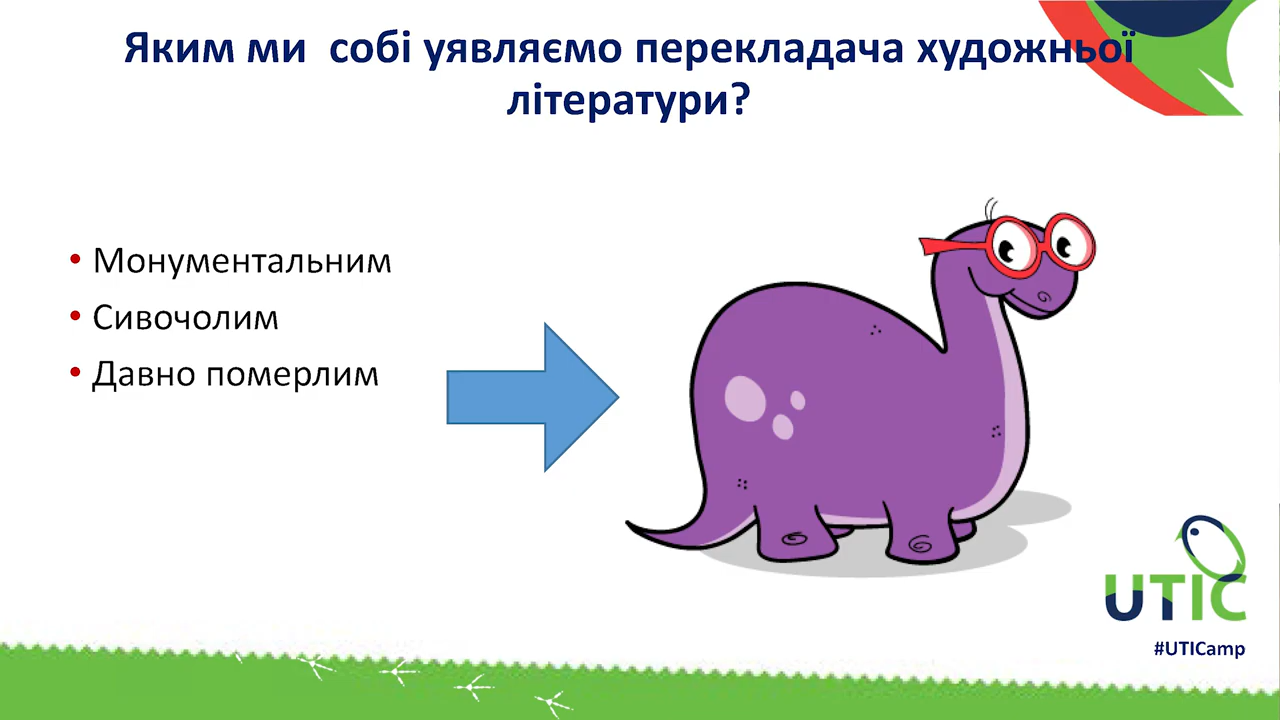 Яким ми собі уявляємо перекладача художньої
літератури?
• Монументальним
• Сивочолим
• Давно померлим
UTIC
#UTICamp